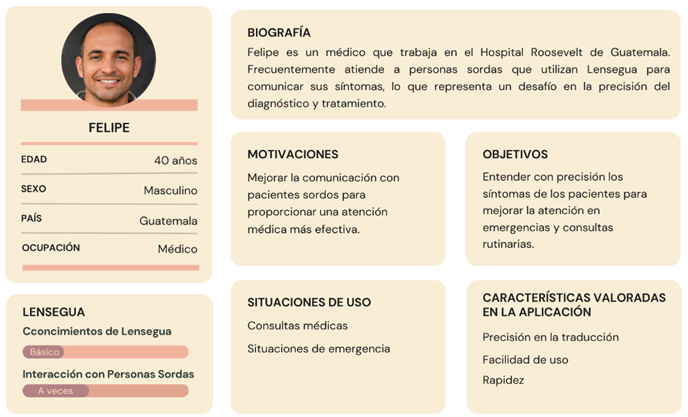 FELIPE
EDAD 40 años
SEXO Masculino
PAÍS Guatemala
OCUPACIÓN Médico
LENSEGUA
Cconcimientos de Lensegua
Básico
Interacción con Personas Sordas
A veces
BIOGRAFÍA
Felipe es un médico que trabaja en el Hospital Roosevelt de Guatemala.
Frecuentemente atiende a personas sordas que utilizan Lensegua para
comunicar sus síntomas, lo que representa un desafío en la precisión del
diagnóstico y tratamiento.
MOTIVACIONES
Mejorar la comunicación con
pacientes sordos para
proporcionar una atención
médica más efectiva.
OBJETIVOS
Entender con precisión los
síntomas de los pacientes para
mejorar la atención en
emergencias y consultas
rutinarias.
SITUACIONES DE USO
Consultas médicas
Situaciones de emergencia
CARACTERÍSTICAS VALORADAS
EN LA APLICACIÓN
Precisión en la traducción
Facilidad de uso
Rapidez